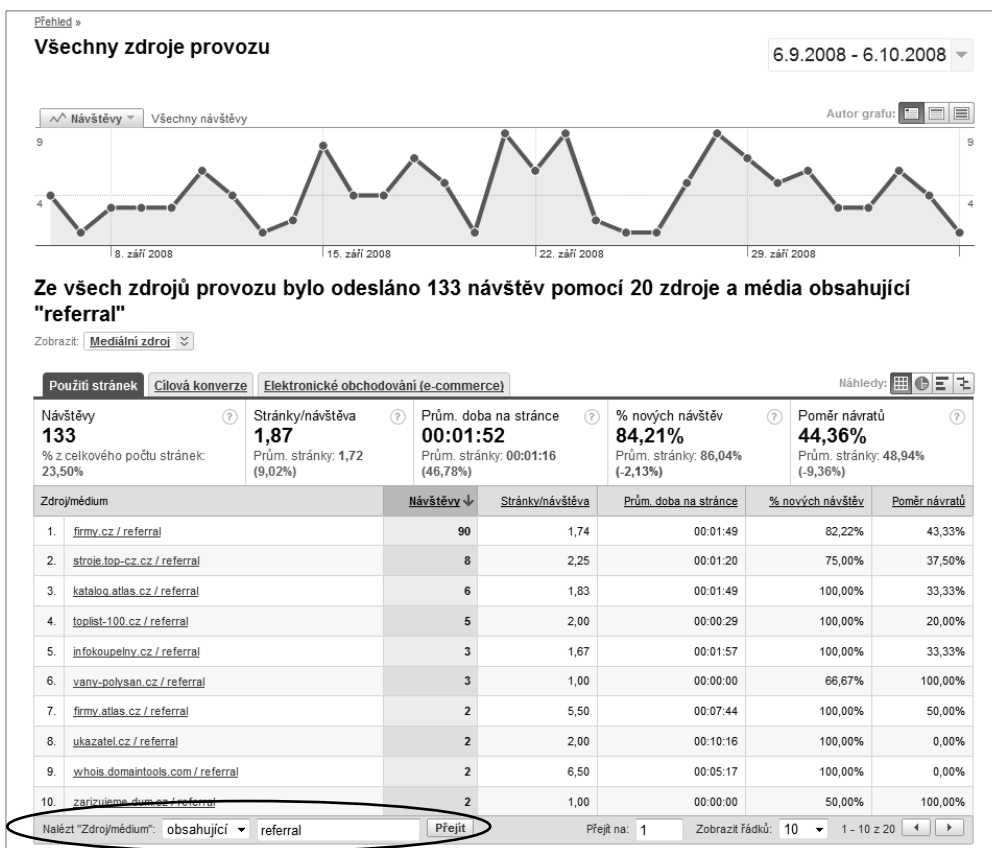 Přehled »
Všechny zdroje provozu
6.9.2008 - 6.10.2008
Návštěvy Všechny návštěvy Autor grafu:
9 9
4 4
8. září 2008 15. září 2008 22. září 2008 29. září 2008
Ze všech zdrojů provozu bylo odesláno 133 návštěv pomocí 20 zdroje a média obsahující
"referral"
Zobrazit: Mediální zdroj
Použití stránek Cílová konverze Elektronické obchodování (e-commerce) Náhledy:
Návštěvy ? Stránky/návštěva ? Prům. doba na stránce ? % nových návštěv ? Poměr návratů ?
133 1,87 00:01:52 84,21% 44,36%
% z celkového počtu stránek: Prům. stránky: 1,72 Prům. stránky: 00:01:16 Prům. stránky: 86,04% Prům. stránky: 48,94%
23,50% (9,02%) (46,78%) (-2,13%) (-9,36%)
Zdroj/médium Návštěvy Stránky/návštěva Prům. doba na stránce % nových návštěv Poměr návratů
1. firmy.cz / referral 90 1,74 00:01:49 82,22% 43,33%
2. stroje.top-cz.cz / referral 8 2,25 00:01:20 75,00% 37,50%
3. katalog.atlas.cz / referral 6 1,83 00:01:49 100,00% 33,33%
4. toplist-100.cz / referral 5 2,00 00:00:29 100,00% 20,00%
5. infokoupelny.cz / referral 3 1,67 00:01:57 100,00% 33,33%
6. vany-polysan.cz / referral 3 1,00 00:00:00 66,67% 100,00%
7. firmy.atlas.cz / referral 2 5,50 00:07:44 100,00% 50,00%
8. ukazatel.cz / referral 2 2,00 00:10:16 100,00% 0,00%
9. whois.domaintools.com / referral 2 6,50 00:05:17 100,00% 0,00%
10. zarizujeme-dum.cz / referral 2 1,00 00:00:00 50,00% 100,00%
Nalézt "Zdroj/médium": obsahující referral Přejít Přejít na: 1 Zobrazit řádků: 10 1 - 10 z 20